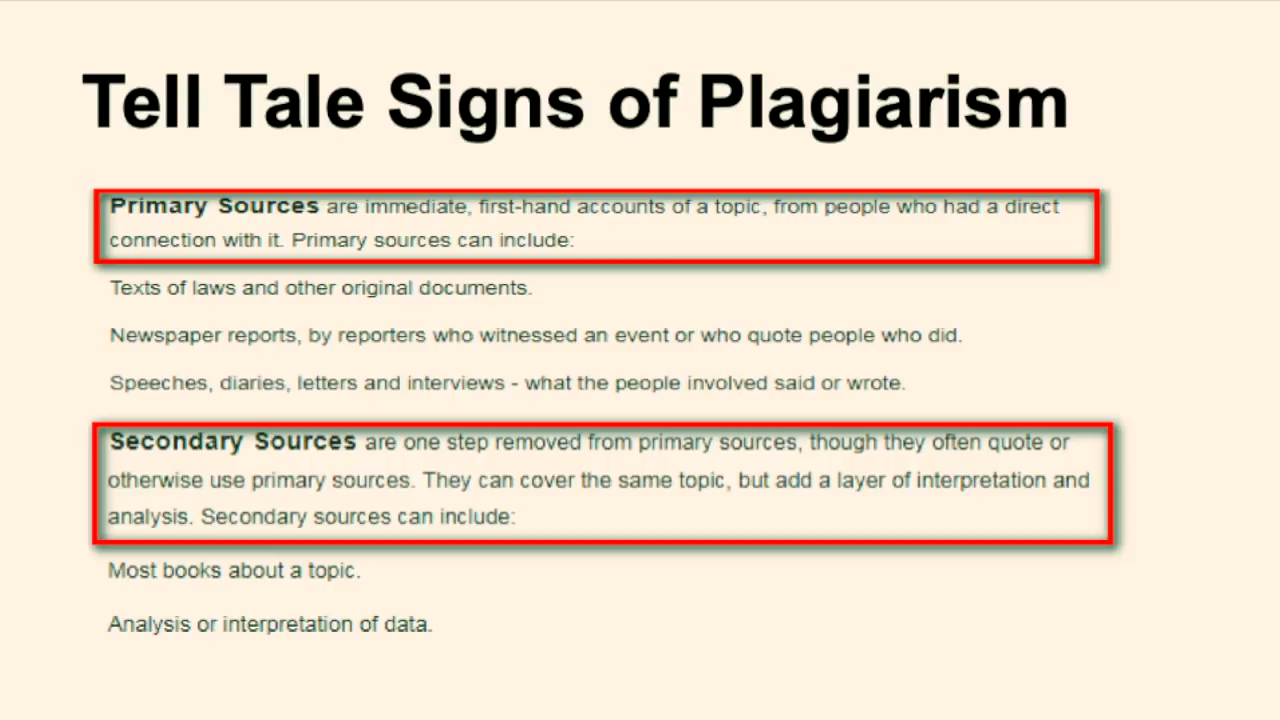 Tell Tale Signs of Plagiarism
Primary Sources are immediate, first-hand accounts of a topic, from people who had a direct
connection with it. Primary sources can include:
Texts of laws and other original documents.
Newspaper reports, by reporters who witnessed an event or who quote people who did.
Speeches, diaries, letters and interviews - what the people involved said or wrote.
Secondary Sources are one step removed from primary sources, though they often quote or
otherwise use primary sources. They can cover the same topic, but add a layer of interpretation and
analysis. Secondary sources can include:
Most books about a topic.
Analysis or interpretation of data.